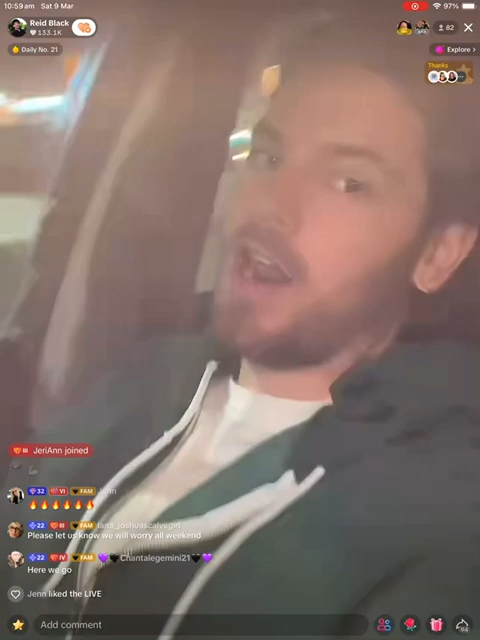 10:59 am Sat 9 Mar
97%
Reid Black
133.1K
82
Daily No. 21
Explore >
Thanks
III JeriAnn joined
32 VI FAM
🔥🔥🔥🔥🔥🔥
22 III FAM lana_joshuascalvegirl
Please let us know we will worry all weekend
22 IV FAM 💜🖤Chantalegemini21🖤💜
Here we go
Jenn liked the LIVE
Add comment